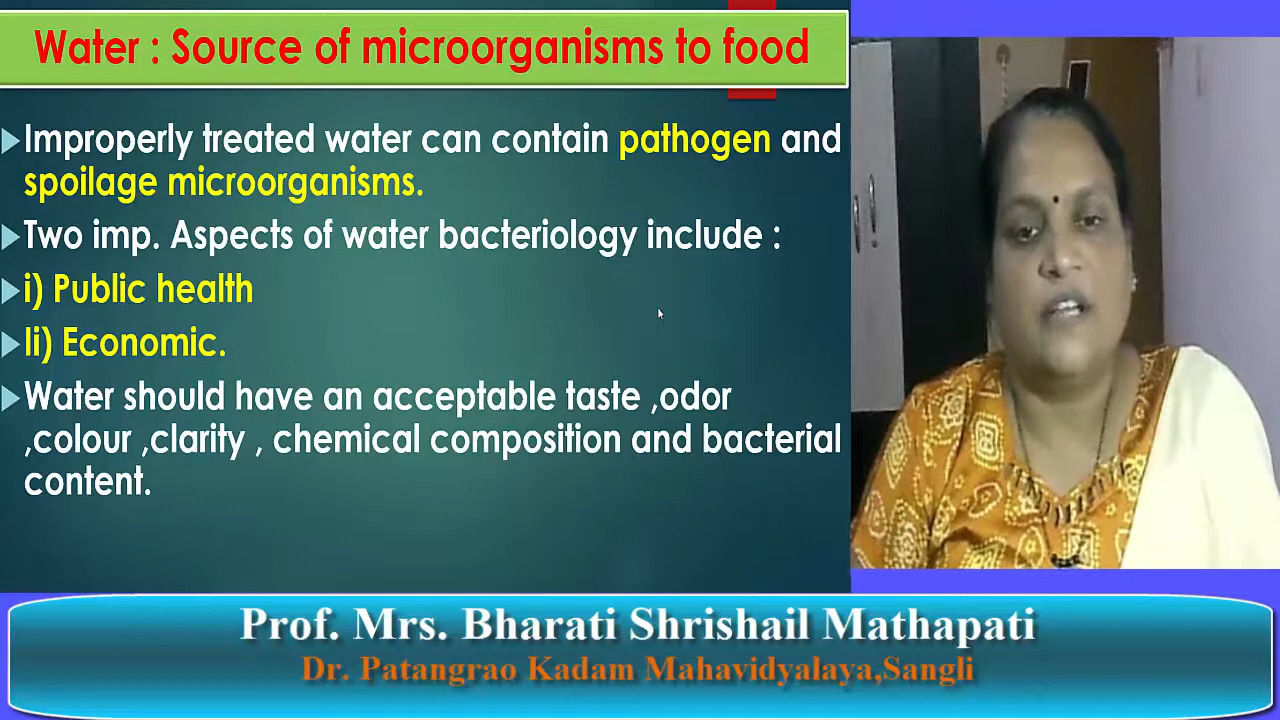 Water : Source of microorganisms to food
Improperly treated water can contain pathogen and
spoilage microorganisms.
Two imp. Aspects of water bacteriology include :
i) Public health
Ii) Economic.
Water should have an acceptable taste ,odor
,colour ,clarity , chemical composition and bacterial
content.
Prof. Mrs. Bharati Shrishail Mathapati
Dr. Patangrao Kadam Mahavidyalaya,Sangli